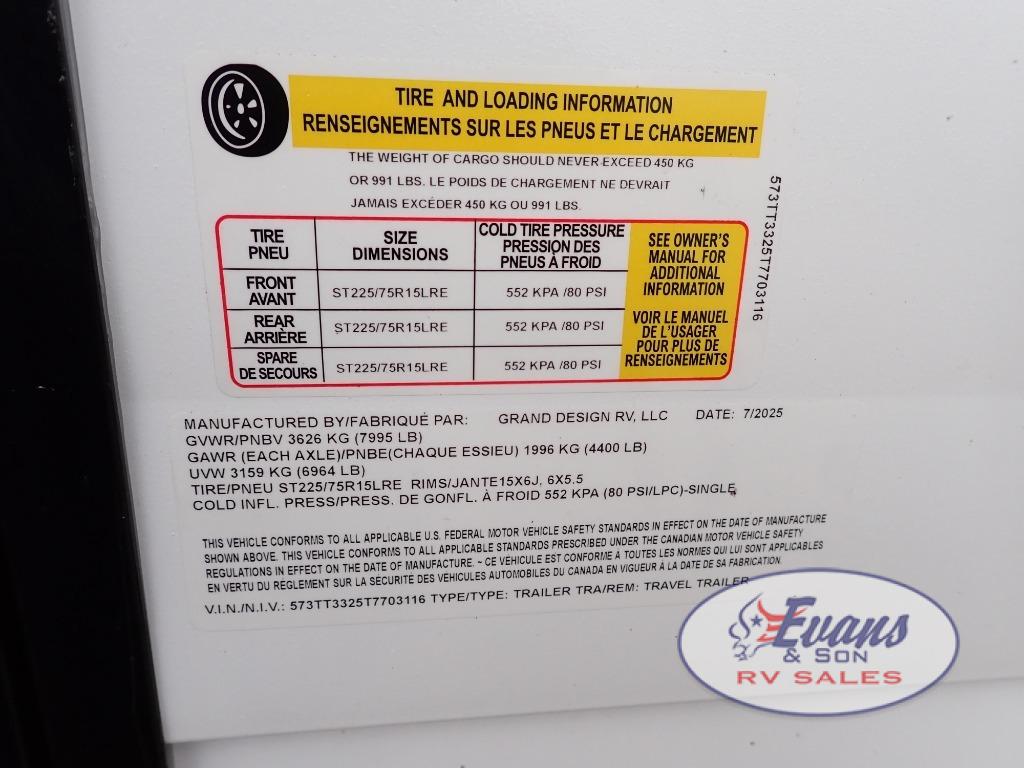 TIRE AND LOADING INFORMATION
RENSEIGNEMENTS SUR LES PNEUS ET LE CHARGEMENT
THE WEIGHT OF CARGO SHOULD NEVER EXCEED 450 KG
OR 991 LBS. LE POIDS DE CHARGEMENT NE DEVRAIT
JAMAIS EXCÉDER 450 KG OU 991 LBS.
TIRE
PNEU
SIZE
DIMENSIONS
COLD TIRE PRESSURE
PRESSION DES
PNEUS À FROID
FRONT
AVANT
ST225/75R15LRE
552 KPA /80 PSI
REAR
ARRIÈRE
ST225/75R15LRE
552 KPA /80 PSI
SPARE
DE SECOURS
ST225/75R15LRE
552 KPA /80 PSI
SEE OWNER'S
MANUAL FOR
ADDITIONAL
INFORMATION
VOIR LE MANUEL
DE L'USAGER
POUR PLUS DE
RENSEIGNEMENTS
573TT3325T7703116
MANUFACTURED BY/FABRIQUÉ PAR: GRAND DESIGN RV, LLC DATE: 7/2025
GVWR/PNBV 3626 KG (7995 LB)
GAWR (EACH AXLE)/PNBE(CHAQUE ESSIEU) 1996 KG (4400 LB)
UVW 3159 KG (6964 LB)
TIRE/PNEU ST225/75R15LRE RIMS/JANTE15X6J, 6X5.5
COLD INFL. PRESS/PRESS. DE GONFL. À FROID 552 KPA (80 PSI/LPC)-SINGLE
THIS VEHICLE CONFORMS TO ALL APPLICABLE U.S. FEDERAL MOTOR VEHICLE SAFETY STANDARDS IN EFFECT ON THE DATE OF MANUFACTURE
SHOWN ABOVE. THIS VEHICLE CONFORMS TO ALL APPLICABLE STANDARDS PRESCRIBED UNDER THE CANADIAN MOTOR VEHICLE SAFETY
REGULATIONS IN EFFECT ON THE DATE OF MANUFACTURE. ~ CE VÉHICULE EST CONFORME À TOUTES LES NORMES QUI LUI SONT APPLICABLES
EN VERTU DU RÈGLEMENT SUR LA SÉCURITÉ DES VÉHICULES AUTOMOBILES DU CANADA EN VIGUEUR À LA DATE DE SA FABRICATION.
V.I.N./N.I.V.: 573TT3325T7703116 TYPE/TYPE: TRAILER TRA/REM: TRAVEL TRAILER
Evans
& SON
RV SALES